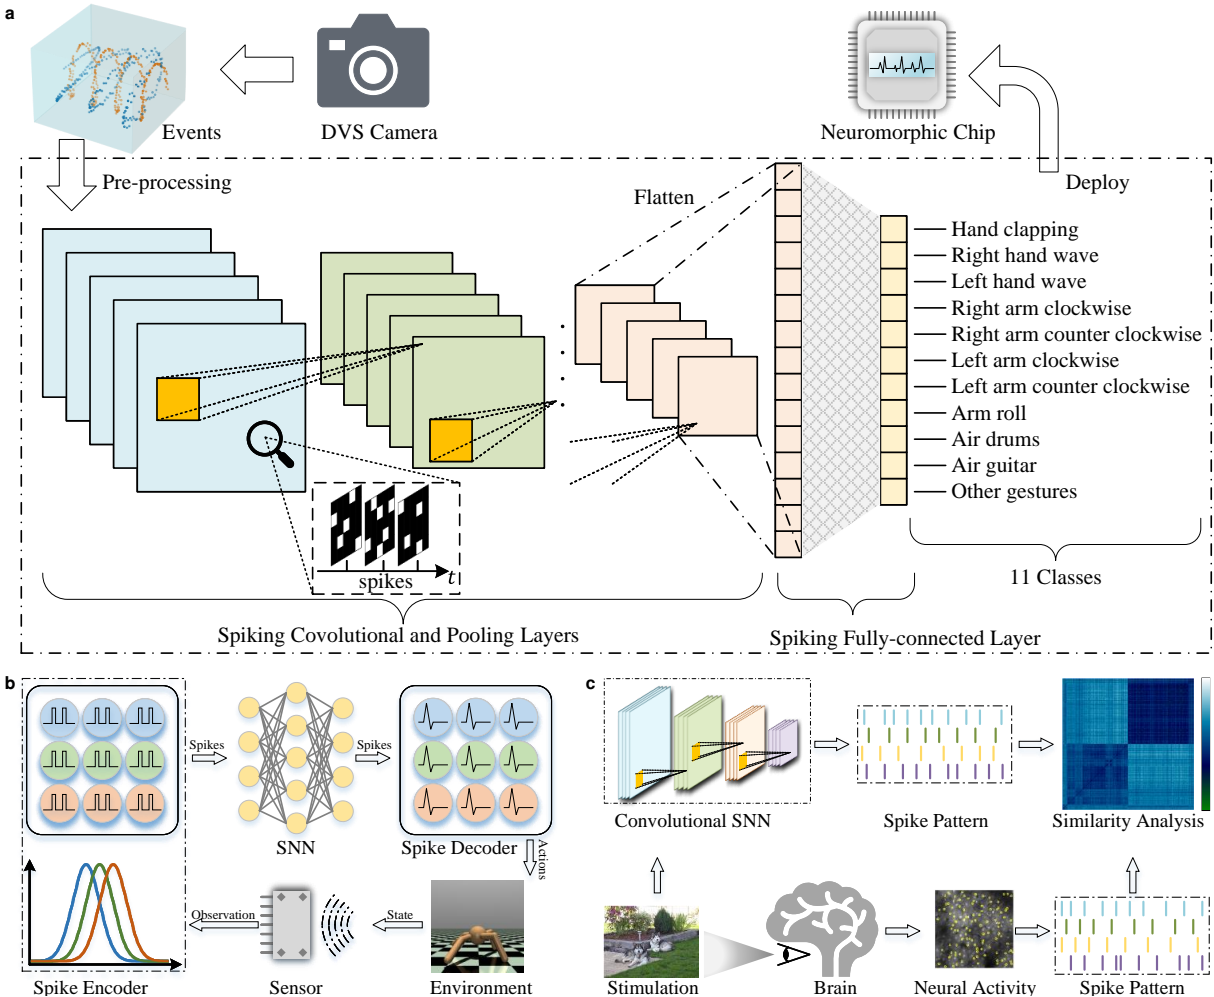 a
Events
DVS Camera
Neuromorphic Chip
Pre-processing
Flatten
Deploy
Hand clapping
Right hand wave
Left hand wave
Right arm clockwise
Right arm counter clockwise
Left arm clockwise
Left arm counter clockwise
Arm roll
Air drums
Air guitar
Other gestures
spikes
t
11 Classes
Spiking Covolutional and Pooling Layers
Spiking Fully-connected Layer
b
Spikes
Spikes
SNN
Spike Decoder
Actions
Observation
State
Spike Encoder
Sensor
Environment
c
Convolutional SNN
Spike Pattern
Similarity Analysis
Stimulation
Brain
Neural Activity
Spike Pattern